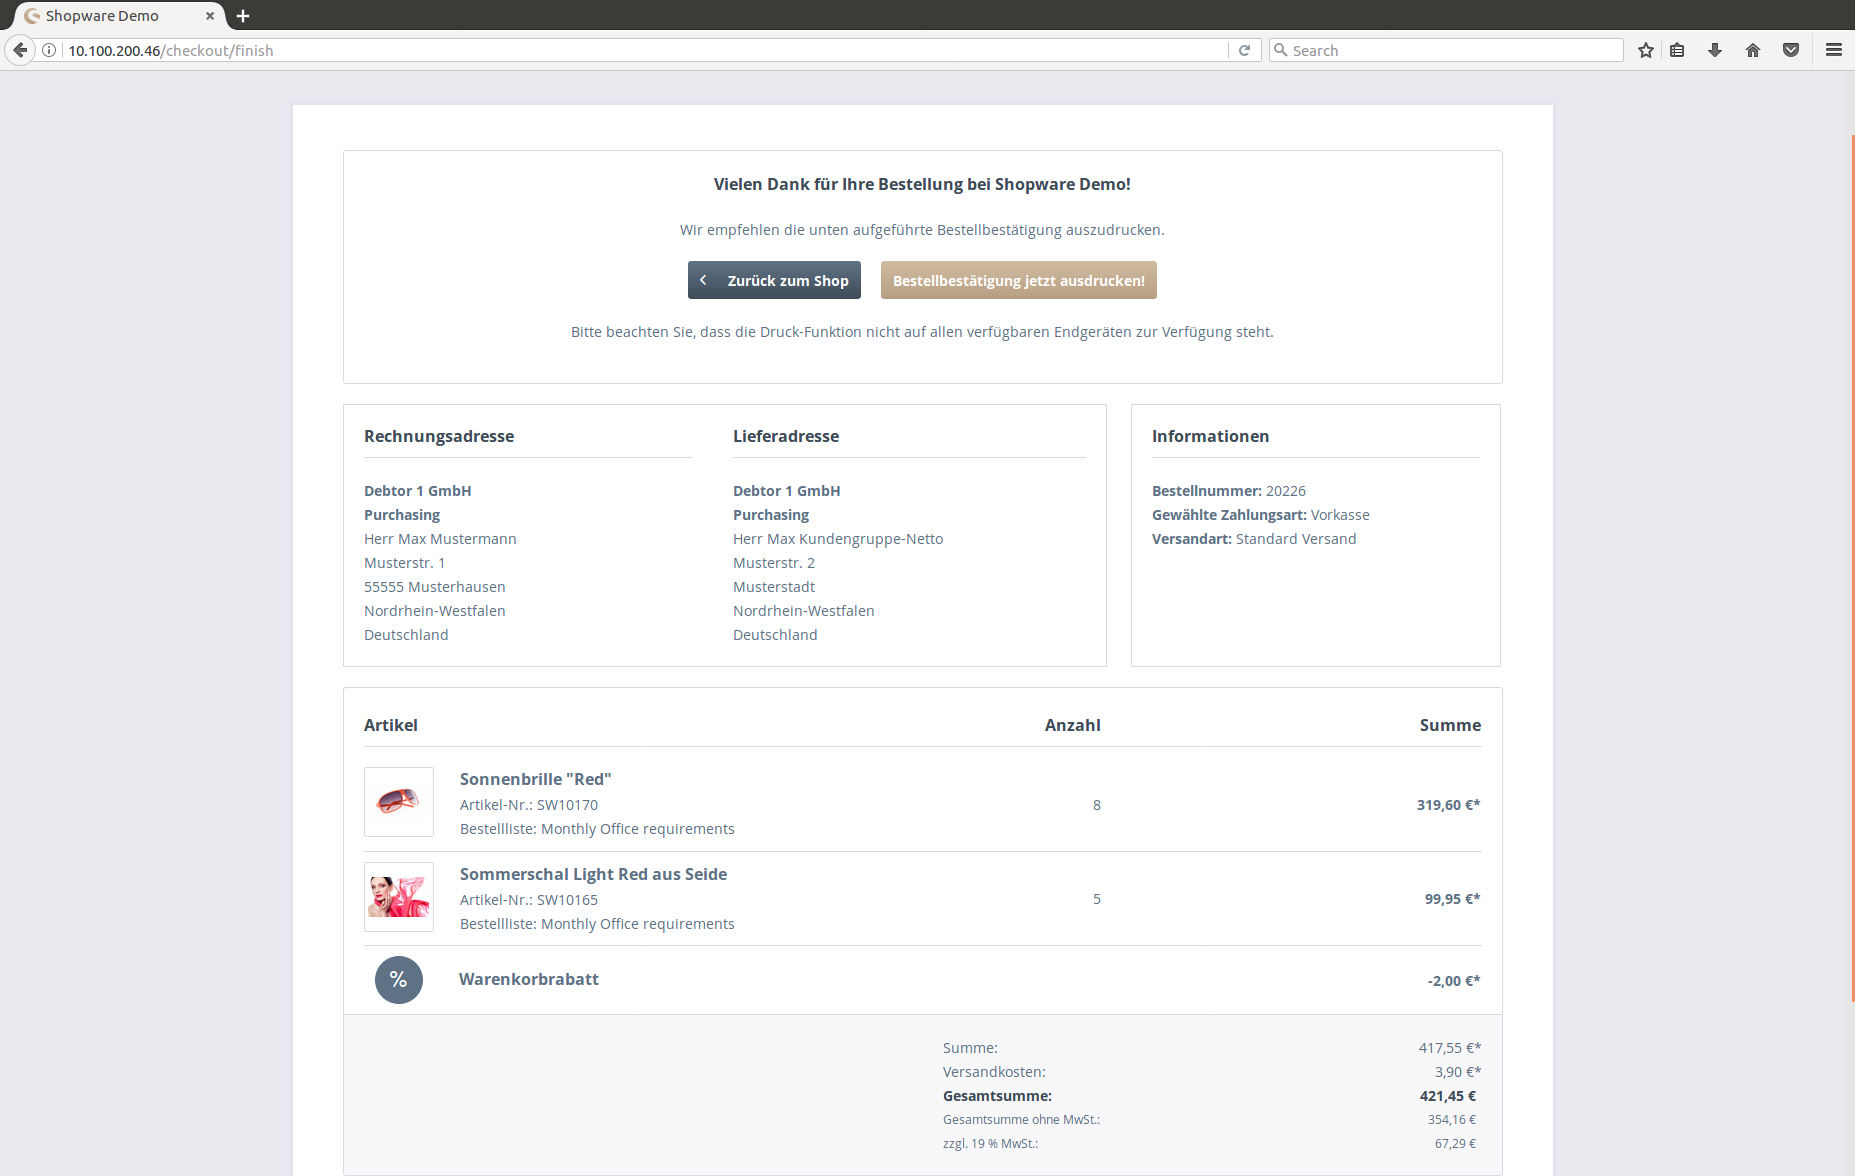 Shopware Demo
10.100.200.46/checkout/finish
Search
Vielen Dank für Ihre Bestellung bei Shopware Demo!
Wir empfehlen die unten aufgeführte Bestellbestätigung auszudrucken.
Zurück zum Shop
Bestellbestätigung jetzt ausdrucken!
Bitte beachten Sie, dass die Druck-Funktion nicht auf allen verfügbaren Endgeräten zur Verfügung steht.
Rechnungsadresse
Debtor 1 GmbH
Purchasing
Herr Max Mustermann
Musterstr. 1
55555 Musterhausen
Nordrhein-Westfalen
Deutschland
Lieferadresse
Debtor 1 GmbH
Purchasing
Herr Max Kundengruppe-Netto
Musterstr. 2
Musterstadt
Nordrhein-Westfalen
Deutschland
Informationen
Bestellnummer: 20226
Gewählte Zahlungsart: Vorkasse
Versandart: Standard Versand
Artikel Anzahl Summe
Sonnenbrille "Red"
Artikel-Nr.: SW10170 8 319,60 €*
Bestellliste: Monthly Office requirements
Sommerschal Light Red aus Seide
Artikel-Nr.: SW10165 5 99,95 €*
Bestellliste: Monthly Office requirements
% Warenkorbrabatt -2,00 €*
Summe: 417,55 €*
Versandkosten: 3,90 €*
Gesamtsumme: 421,45 €
Gesamtsumme ohne MwSt.: 354,16 €
zzgl. 19 % MwSt.: 67,29 €